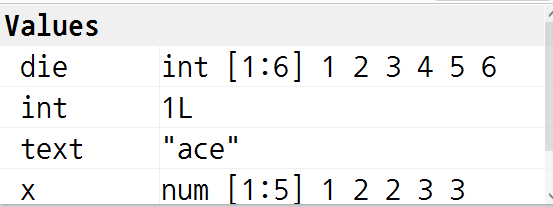 Values
die int [1:6] 1 2 3 4 5 6
int 1L
text "ace"
x num [1:5] 1 2 2 3 3